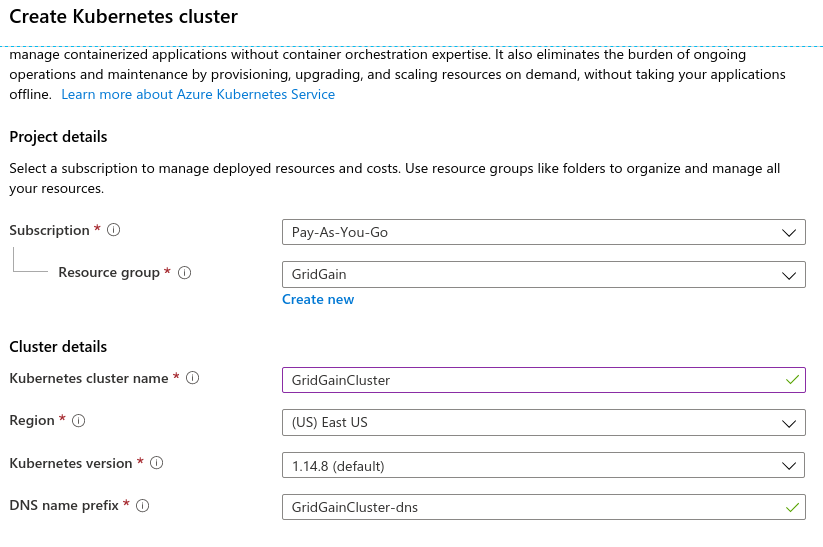 Create Kubernetes cluster
manage containerized applications without container orchestration expertise. It also eliminates the burden of ongoing
operations and maintenance by provisioning, upgrading, and scaling resources on demand, without taking your applications
offline. Learn more about Azure Kubernetes Service
Project details
Select a subscription to manage deployed resources and costs. Use resource groups like folders to organize and manage all
your resources.
Subscription * ⓘ Pay-As-You-Go
Resource group * ⓘ GridGain
Create new
Cluster details
Kubernetes cluster name * ⓘ GridGainCluster
Region * ⓘ (US) East US
Kubernetes version * ⓘ 1.14.8 (default)
DNS name prefix * ⓘ GridGainCluster-dns